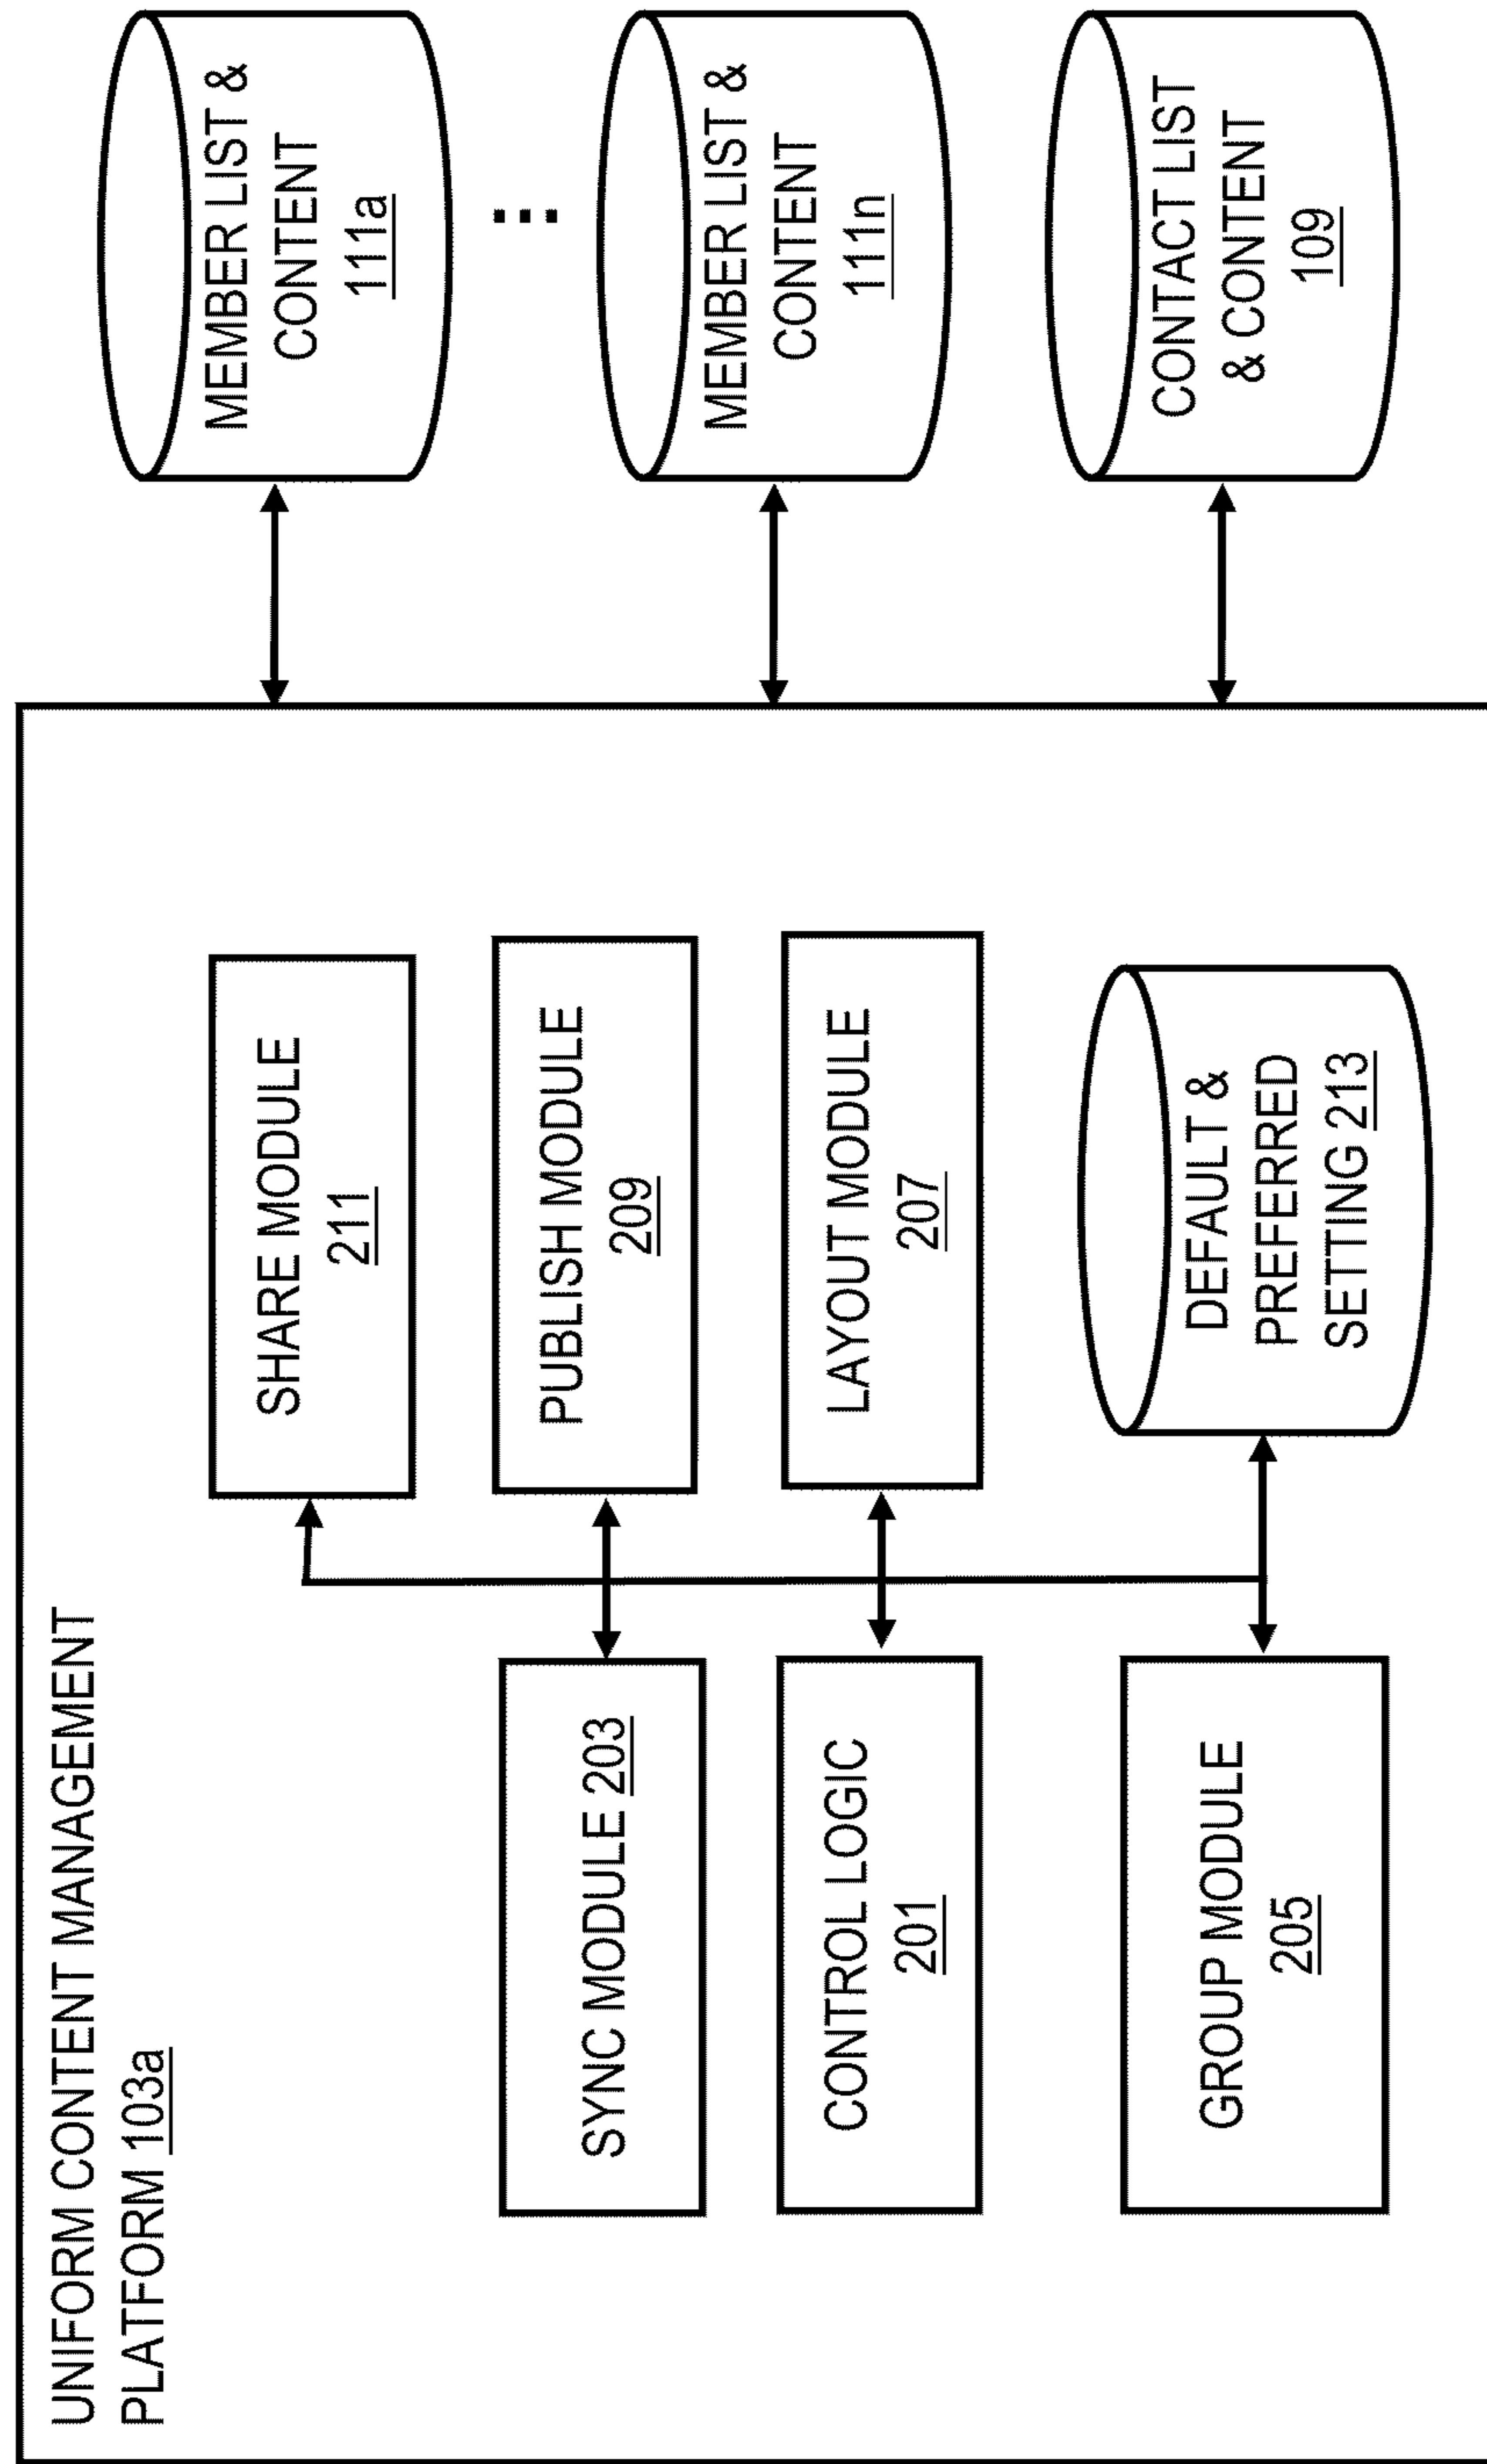 UNIFORM CONTENT MANAGEMENT
PLATFORM 103a
SHARE MODULE
211
SYNC MODULE 203
PUBLISH MODULE
209
CONTROL LOGIC
201
LAYOUT MODULE
207
GROUP MODULE
205
DEFAULT &
PREFERRED
SETTING 213
MEMBER LIST &
CONTENT
111a
...
MEMBER LIST &
CONTENT
111n
CONTACT LIST
& CONTENT
109